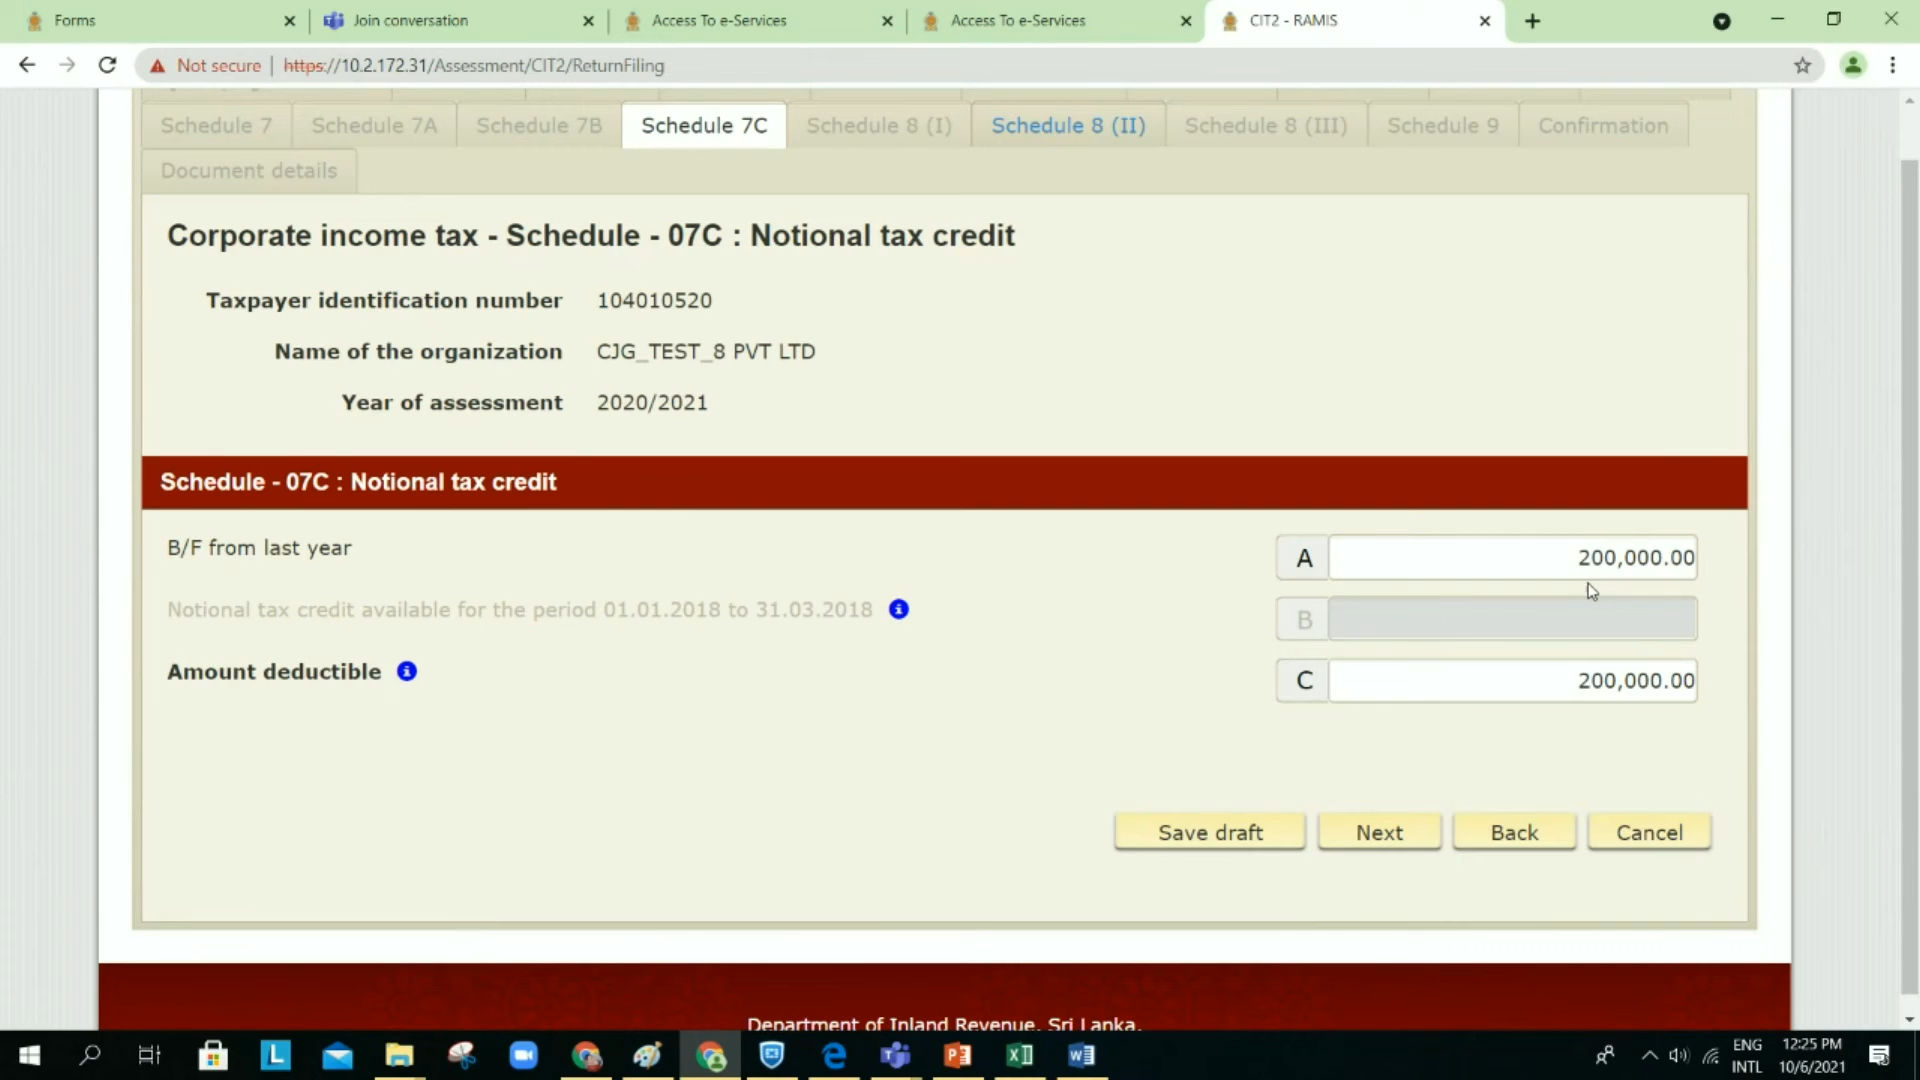 Forms
Join conversation
Access To e-Services
Access To e-Services
CIT2 - RAMIS
Not secure | https://10.2.172.31/Assessment/CIT2/ReturnFiling
Schedule 7
Schedule 7A
Schedule 7B
Schedule 7C
Schedule 8 (I)
Schedule 8 (II)
Schedule 8 (III)
Schedule 9
Confirmation
Document details
Corporate income tax - Schedule - 07C : Notional tax credit
Taxpayer identification number 104010520
Name of the organization CJG_TEST_8 PVT LTD
Year of assessment 2020/2021
Schedule - 07C : Notional tax credit
B/F from last year A 200,000.00
Notional tax credit available for the period 01.01.2018 to 31.03.2018 B
Amount deductible C 200,000.00
Save draft
Next
Back
Cancel
Department of Inland Revenue, Sri Lanka.
ENG
INTL
12:25 PM
10/6/2021